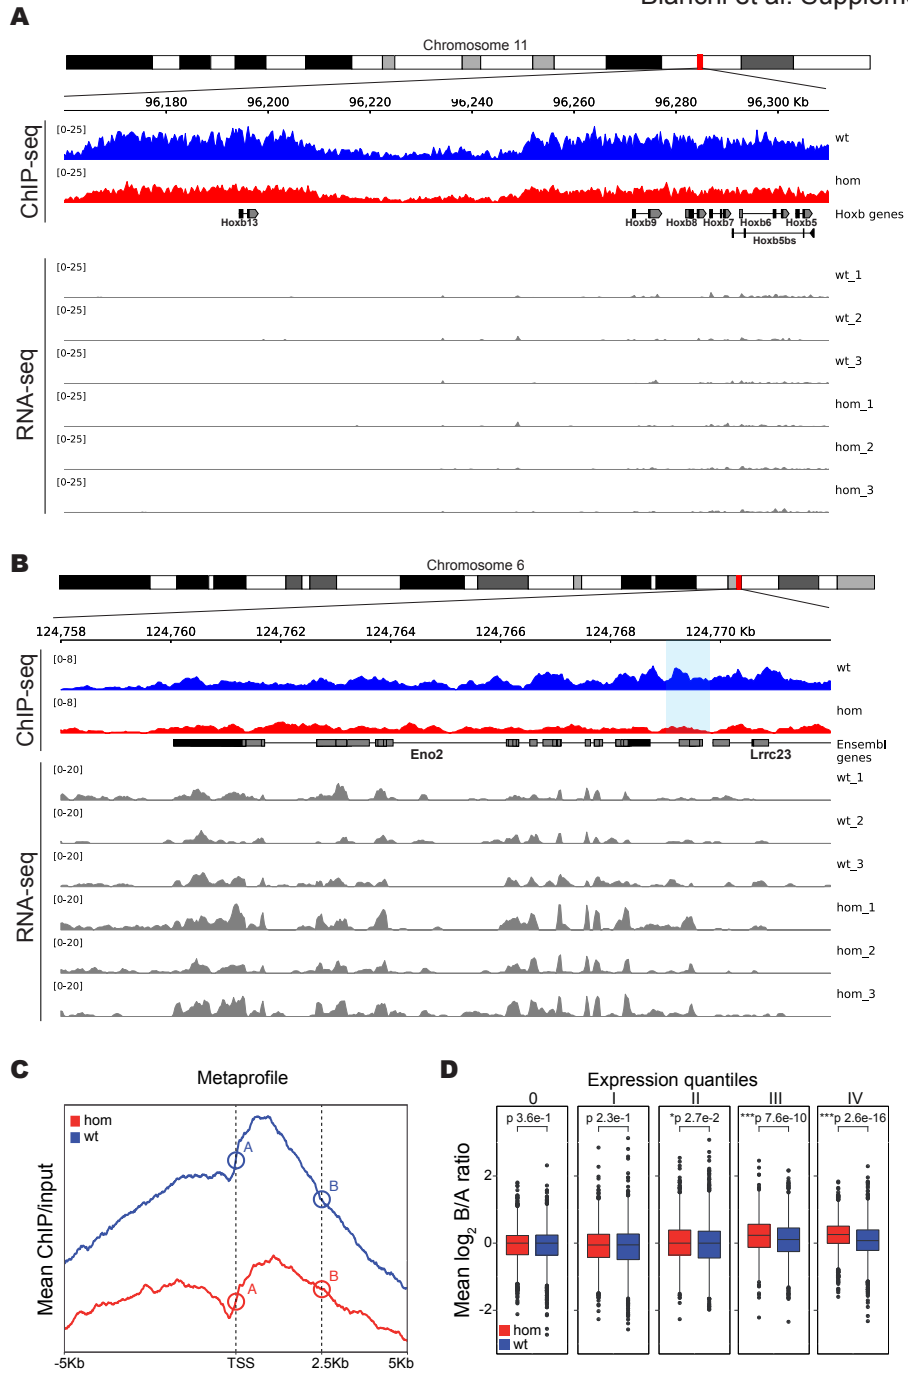 Bianchi et al. Suppleme
A
Chromosome 11
96,180 96,200 96,220 96,240 96,260 96,280 96,300 Kb
ChIP-seq
[0-25] wt
[0-25] hom
Hoxb13 Hoxb9 Hoxb8 Hoxb7 Hoxb6 Hoxb5 Hoxb genes
Hoxb5bs
RNA-seq
[0-25] wt_1
[0-25] wt_2
[0-25] wt_3
[0-25] hom_1
[0-25] hom_2
[0-25] hom_3
B
Chromosome 6
124,758 124,760 124,762 124,764 124,766 124,768 124,770 Kb
ChIP-seq
[0-8] wt
[0-8] hom
Eno2 Lrrc23 Ensembl
genes
RNA-seq
[0-20] wt_1
[0-20] wt_2
[0-20] wt_3
[0-20] hom_1
[0-20] hom_2
[0-20] hom_3
C
Metaprofile
Mean ChIP/input
hom
wt
A
B
A
B
-5Kb TSS 2.5Kb 5Kb
D
Expression quantiles
0 I II III IV
p 3.6e-1 p 2.3e-1 *p 2.7e-2 ***p 7.6e-10 ***p 2.6e-16
Mean log2 B/A ratio
2
0
-2
hom
wt